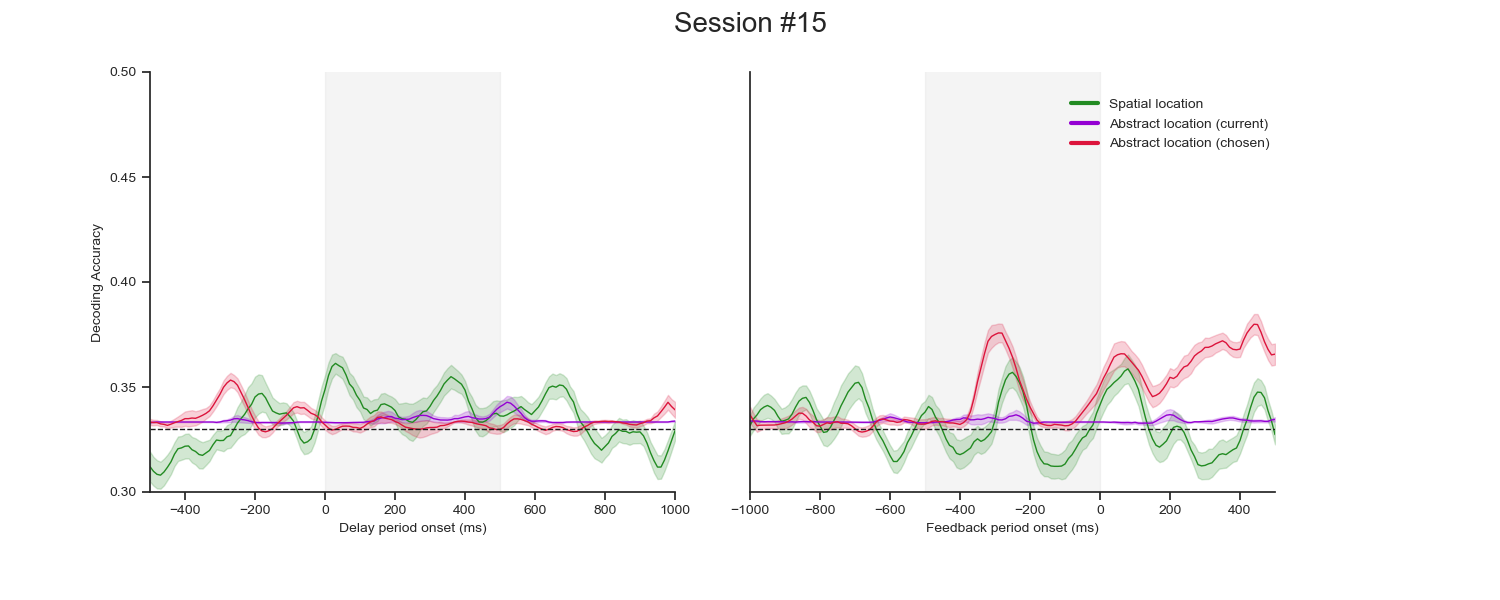 Session #15
0.50
0.45
0.40
0.35
0.30
Decoding Accuracy
−400 −200 0 200 400 600 800 1000
Delay period onset (ms)
Spatial location
Abstract location (current)
Abstract location (chosen)
−1000 −800 −600 −400 −200 0 200 400
Feedback period onset (ms)